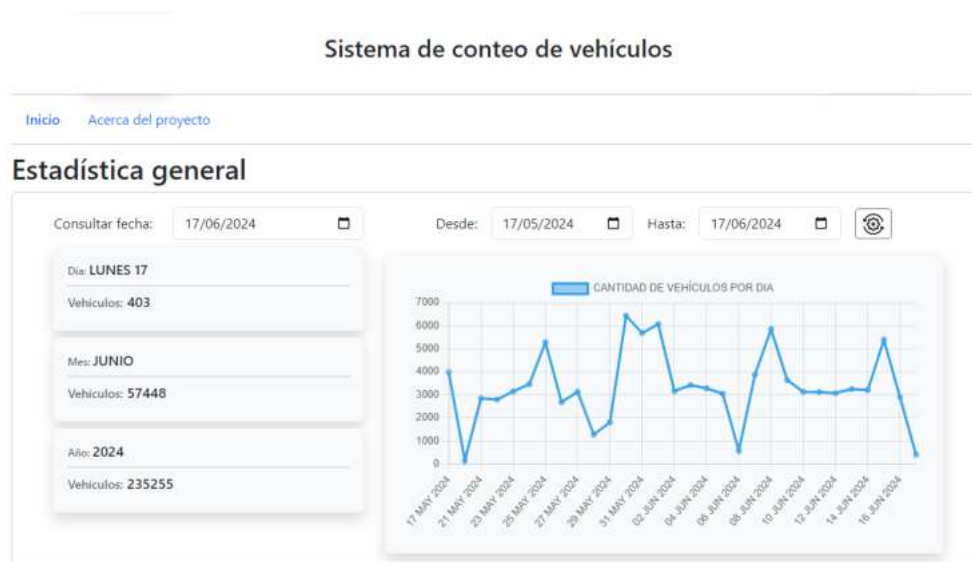 Sistema de conteo de vehículos
Inicio Acerca del proyecto
Estadística general
Consultar fecha: 17/06/2024 Desde: 17/05/2024 Hasta: 17/06/2024
Dia: LUNES 17
Vehiculos: 403
Mes: JUNIO
Vehiculos: 57448
Año: 2024
Vehiculos: 235255
CANTIDAD DE VEHÍCULOS POR DIA
7000
6000
5000
4000
3000
2000
1000
0
17 MAY 2024
21 MAY 2024
23 MAY 2024
25 MAY 2024
27 MAY 2024
29 MAY 2024
31 MAY 2024
02 JUN 2024
04 JUN 2024
06 JUN 2024
08 JUN 2024
10 JUN 2024
12 JUN 2024
14 JUN 2024
16 JUN 2024